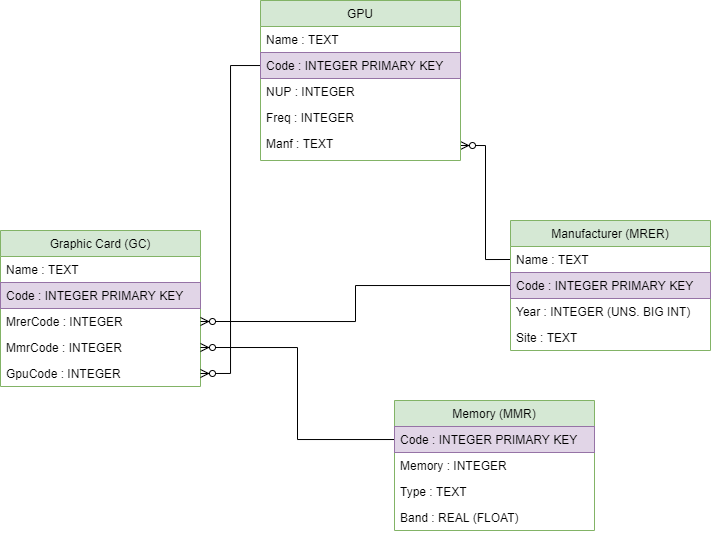 GPU
Name : TEXT
Code : INTEGER PRIMARY KEY
NUP : INTEGER
Freq : INTEGER
Manf : TEXT
Graphic Card (GC)
Name : TEXT
Code : INTEGER PRIMARY KEY
MrerCode : INTEGER
MmrCode : INTEGER
GpuCode : INTEGER
Manufacturer (MRER)
Name : TEXT
Code : INTEGER PRIMARY KEY
Year : INTEGER (UNS. BIG INT)
Site : TEXT
Memory (MMR)
Code : INTEGER PRIMARY KEY
Memory : INTEGER
Type : TEXT
Band : REAL (FLOAT)